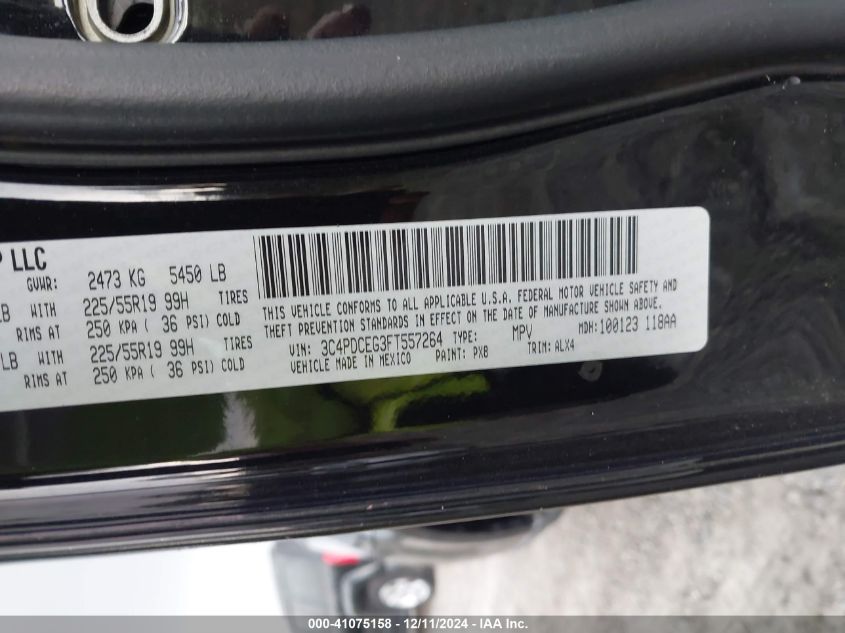 P LLC
GVWR: 2473 KG 5450 LB
LB WITH 225/55R19 99H TIRES
RIMS AT 250 KPA ( 36 PSI) COLD
LB WITH 225/55R19 99H TIRES
RIMS AT 250 KPA ( 36 PSI) COLD
THIS VEHICLE CONFORMS TO ALL APPLICABLE U.S.A. FEDERAL MOTOR VEHICLE SAFETY AND
THEFT PREVENTION STANDARDS IN EFFECT ON THE DATE OF MANUFACTURE SHOWN ABOVE.
VIN: 3C4PDCEG3FT557264 TYPE: MPV MDH: 100123 118AA
VEHICLE MADE IN MEXICO PAINT: PX8 TRIM: ALX4
000-41075158 - 12/11/2024 - IAA Inc.